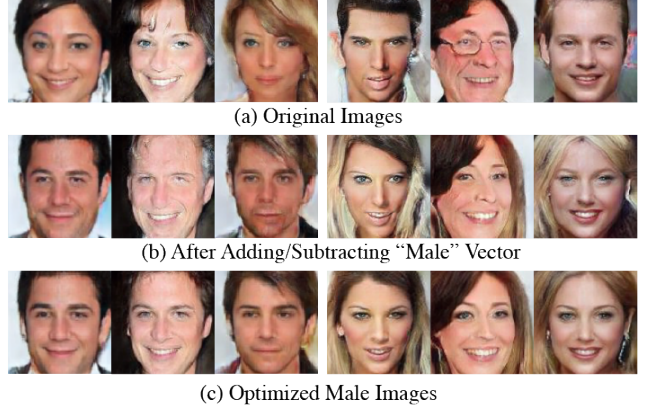 (a) Original Images
(b) After Adding/Subtracting “Male” Vector
(c) Optimized Male Images